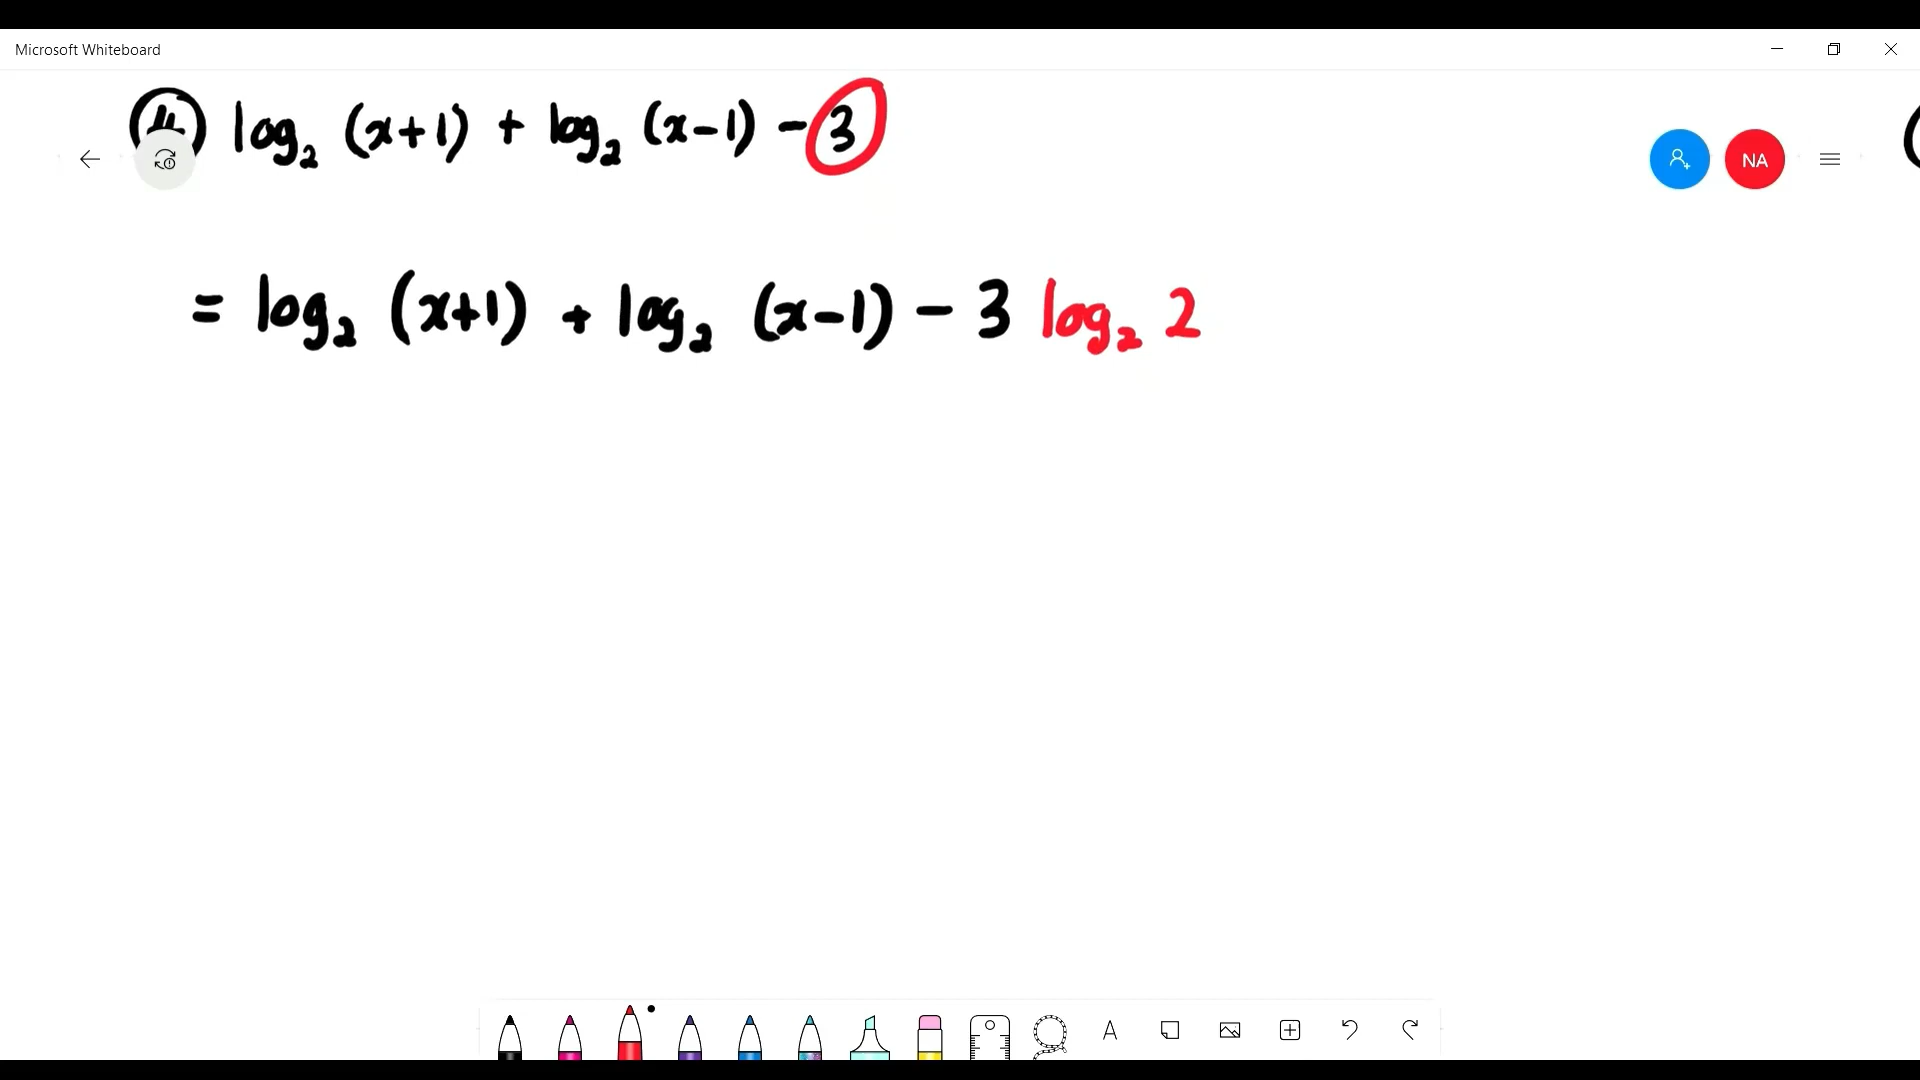 Microsoft Whiteboard
④ log₂ (x+1) + log₂ (x-1) - 3
NA
= log₂ (x+1) + log₂ (x-1) - 3 log₂ 2
A